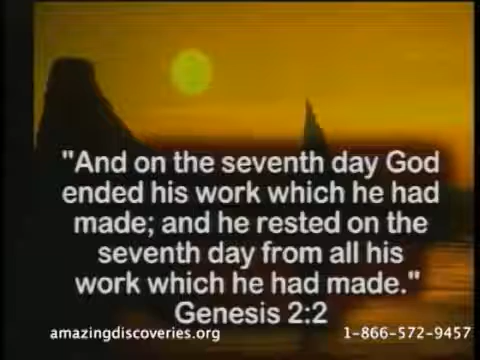 "And on the seventh day God
ended his work which he had
made; and he rested on the
seventh day from all his
work which he had made."
Genesis 2:2
amazingdiscoveries.org 1-866-572-9457